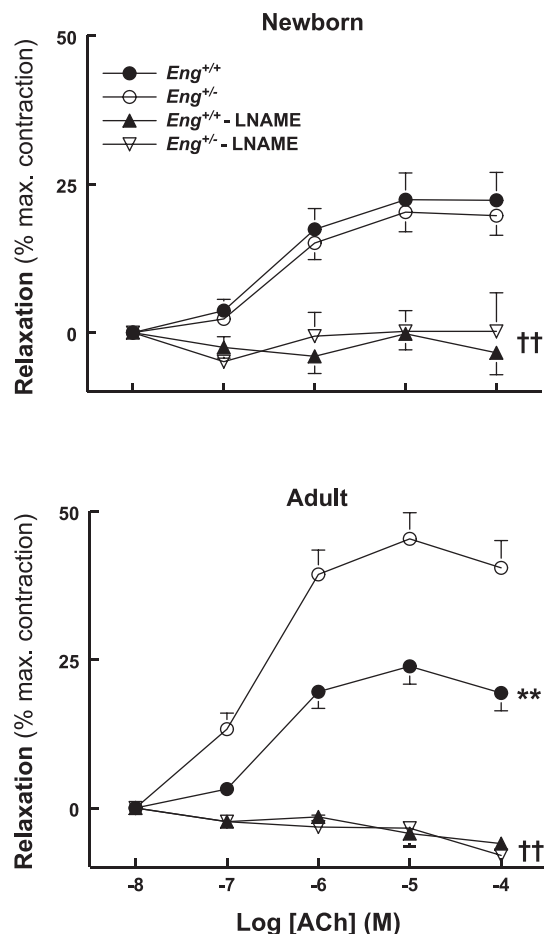 Newborn
50
Eng+/+
Eng+/-
Eng+/+ - LNAME
Eng+/- - LNAME
25
0
††
Relaxation (% max. contraction)
Adult
50
25
**
0
††
Relaxation (% max. contraction)
-8 -7 -6 -5 -4
Log [ACh] (M)